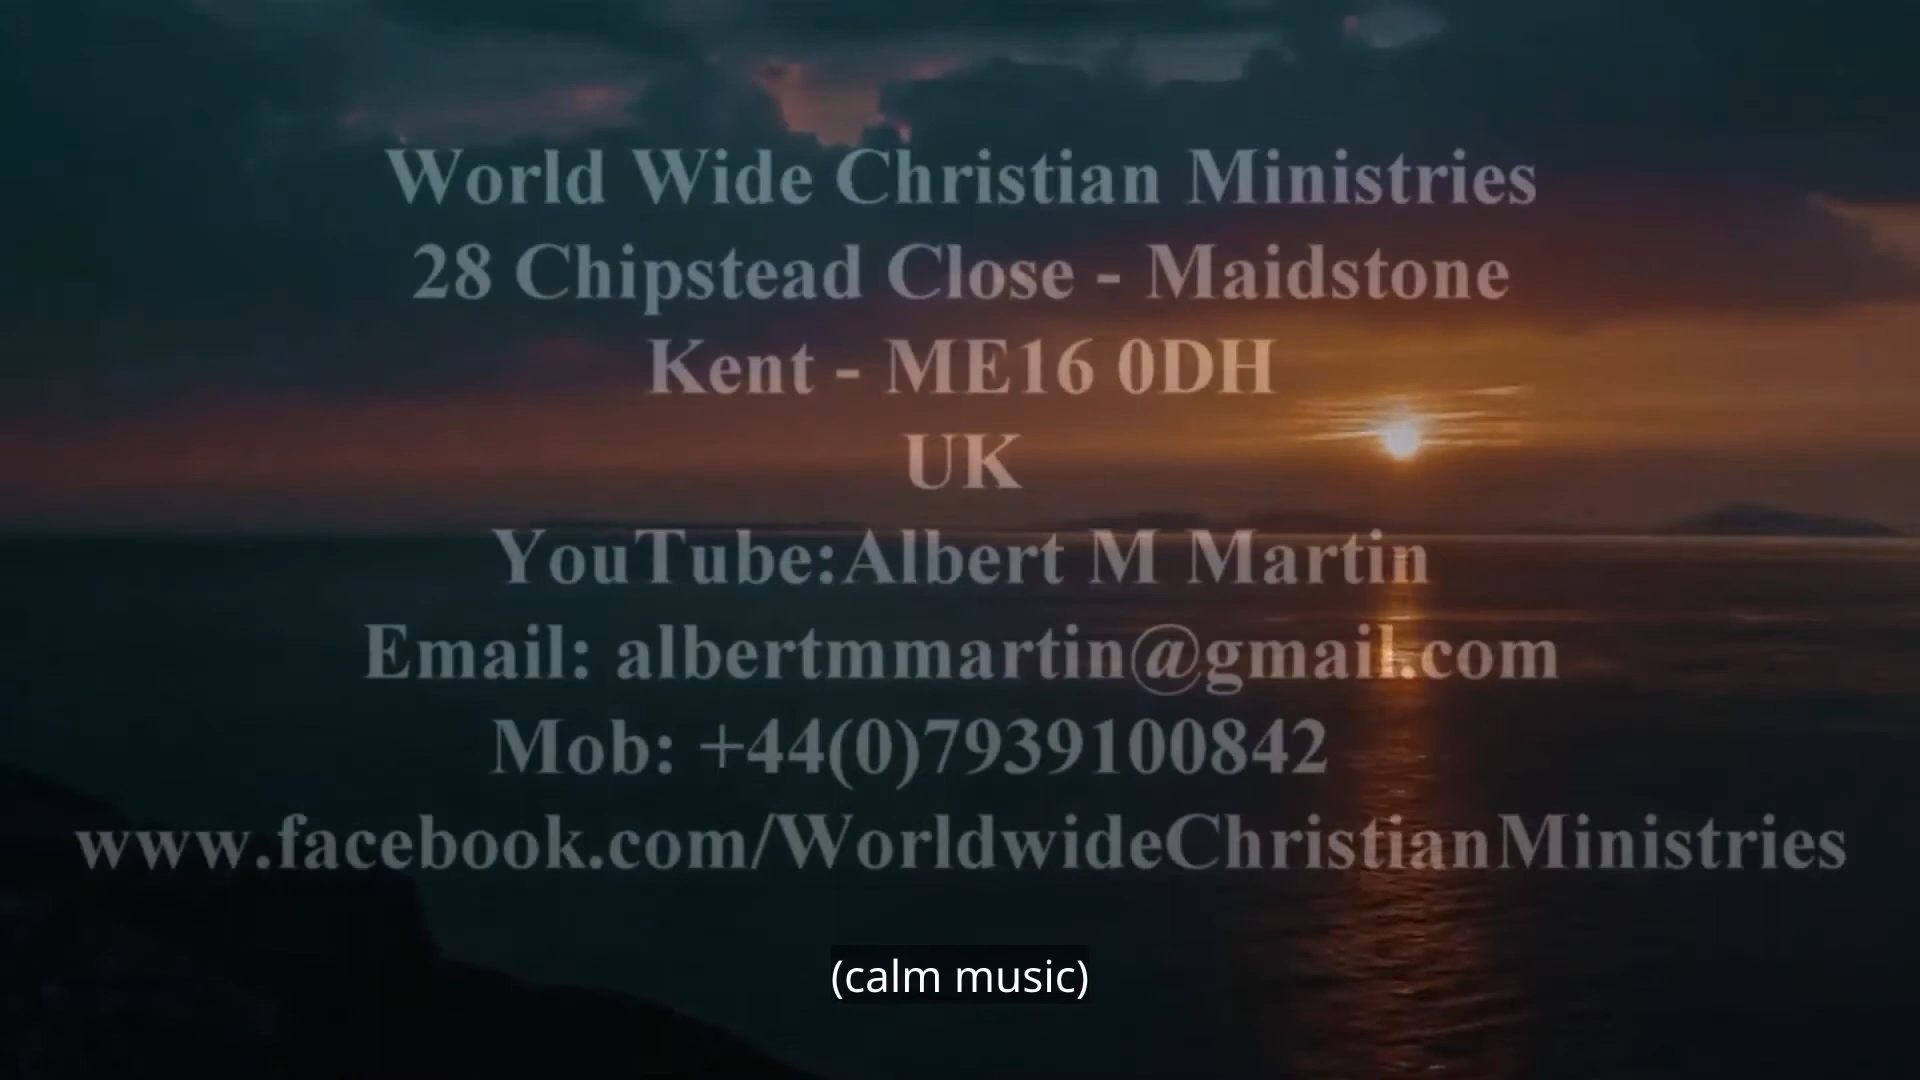 World Wide Christian Ministries
28 Chipstead Close - Maidstone
Kent - ME16 0DH
UK
YouTube:Albert M Martin
Email: albertmmartin@gmail.com
Mob: +44(0)7939100842
www.facebook.com/WorldwideChristianMinistries
(calm music)